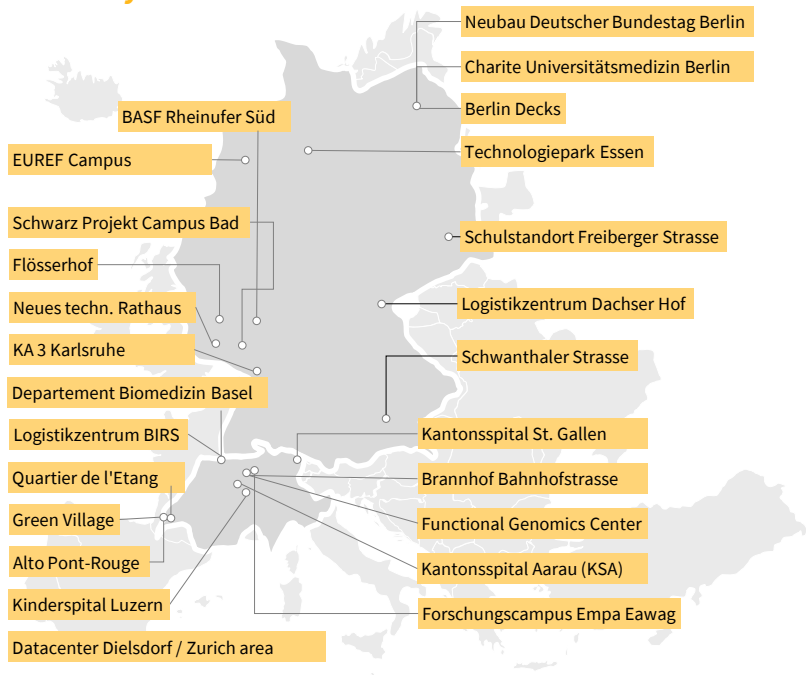 Neubau Deutscher Bundestag Berlin
Charite Universitätsmedizin Berlin
Berlin Decks
BASF Rheinufer Süd
Technologiepark Essen
EUREF Campus
Schwarz Projekt Campus Bad
Schulstandort Freiberger Strasse
Flösserhof
Neues techn. Rathaus
Logistikzentrum Dachser Hof
KA 3 Karlsruhe
Schwanthaler Strasse
Departement Biomedizin Basel
Logistikzentrum BIRS
Kantonsspital St. Gallen
Quartier de l'Etang
Brannhof Bahnhofstrasse
Green Village
Functional Genomics Center
Alto Pont-Rouge
Kantonsspital Aarau (KSA)
Kinderspital Luzern
Forschungscampus Empa Eawag
Datacenter Dielsdorf / Zurich area